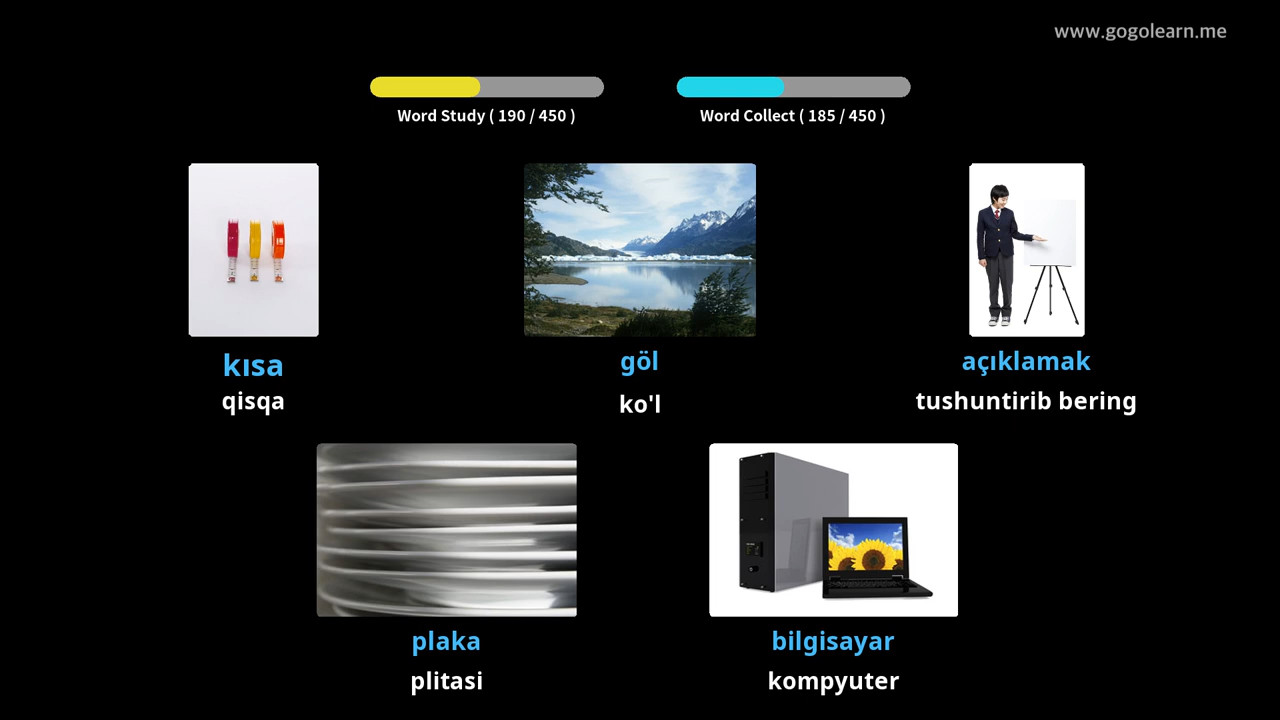 www.gogolearn.me
Word Study ( 190 / 450 )
Word Collect ( 185 / 450 )
kısa
qisqa
göl
ko'l
açıklamak
tushuntirib bering
plaka
plitasi
bilgisayar
kompyuter